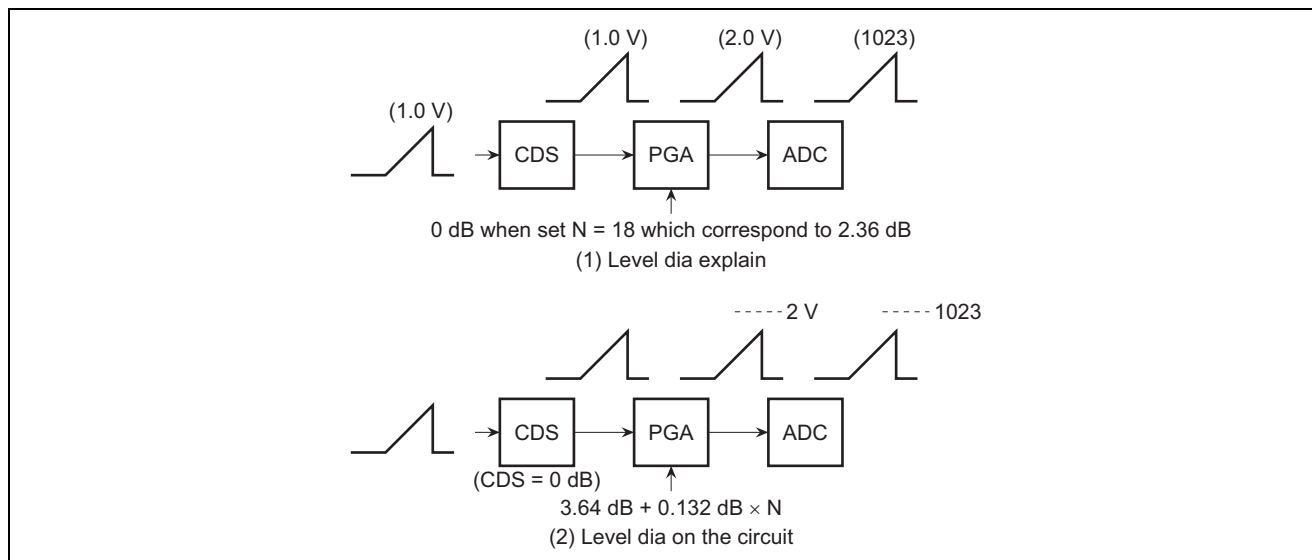 (1.0 V) (2.0 V) (1023)
(1.0 V)
CDS PGA ADC
0 dB when set N = 18 which correspond to 2.36 dB
(1) Level dia explain
2 V 1023
CDS PGA ADC
(CDS = 0 dB)
3.64 dB + 0.132 dB × N
(2) Level dia on the circuit